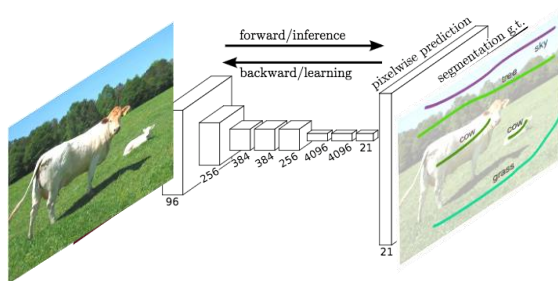 forward/inference
backward/learning
pixelwise prediction
segmentation g.t.
sky
tree
cow
cow
grass
96
256
384
384
256
4096
4096
21
21